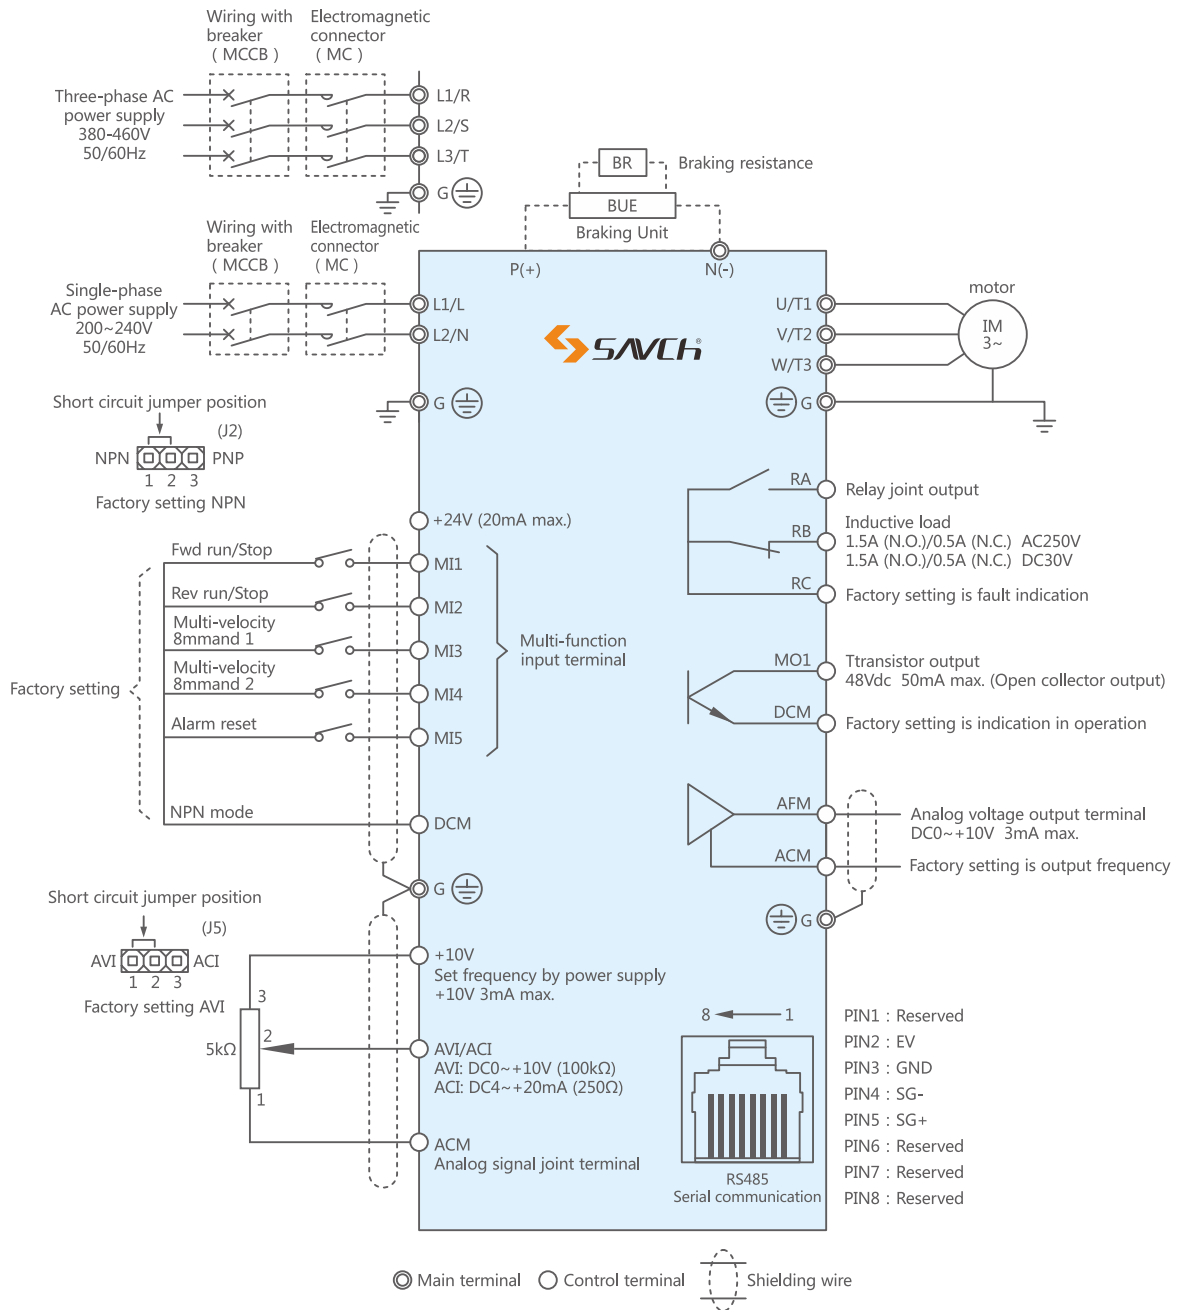 Wiring with
breaker
( MCCB )
Electromagnetic
connector
( MC )
Three-phase AC
power supply
380-460V
50/60Hz
L1/R
L2/S
L3/T
G
BR
Braking resistance
BUE
Braking Unit
P(+)
N(-)
Wiring with
breaker
( MCCB )
Electromagnetic
connector
( MC )
Single-phase
AC power supply
200~240V
50/60Hz
L1/L
L2/N
G
SAVCh®
U/T1
V/T2
W/T3
G
motor
IM
3~
Short circuit jumper position
(J2)
NPN
PNP
1 2 3
Factory setting NPN
+24V (20mA max.)
Fwd run/Stop
MI1
Rev run/Stop
MI2
Multi-velocity
8mmand 1
MI3
Multi-velocity
8mmand 2
MI4
Alarm reset
MI5
Factory setting
Multi-function
input terminal
NPN mode
DCM
G
RA
Relay joint output
RB
Inductive load
1.5A (N.O.)/0.5A (N.C.) AC250V
1.5A (N.O.)/0.5A (N.C.) DC30V
RC
Factory setting is fault indication
MO1
Ttransistor output
48Vdc 50mA max. (Open collector output)
DCM
Factory setting is indication in operation
AFM
Analog voltage output terminal
DC0~+10V 3mA max.
ACM
Factory setting is output frequency
G
Short circuit jumper position
(J5)
AVI
ACI
1 2 3
Factory setting AVI
+10V
Set frequency by power supply
+10V 3mA max.
3
5kΩ
2
1
AVI/ACI
AVI: DC0~+10V (100kΩ)
ACI: DC4~+20mA (250Ω)
ACM
Analog signal joint terminal
8
1
RS485
Serial communication
PIN1 : Reserved
PIN2 : EV
PIN3 : GND
PIN4 : SG-
PIN5 : SG+
PIN6 : Reserved
PIN7 : Reserved
PIN8 : Reserved
Main terminal
Control terminal
Shielding wire